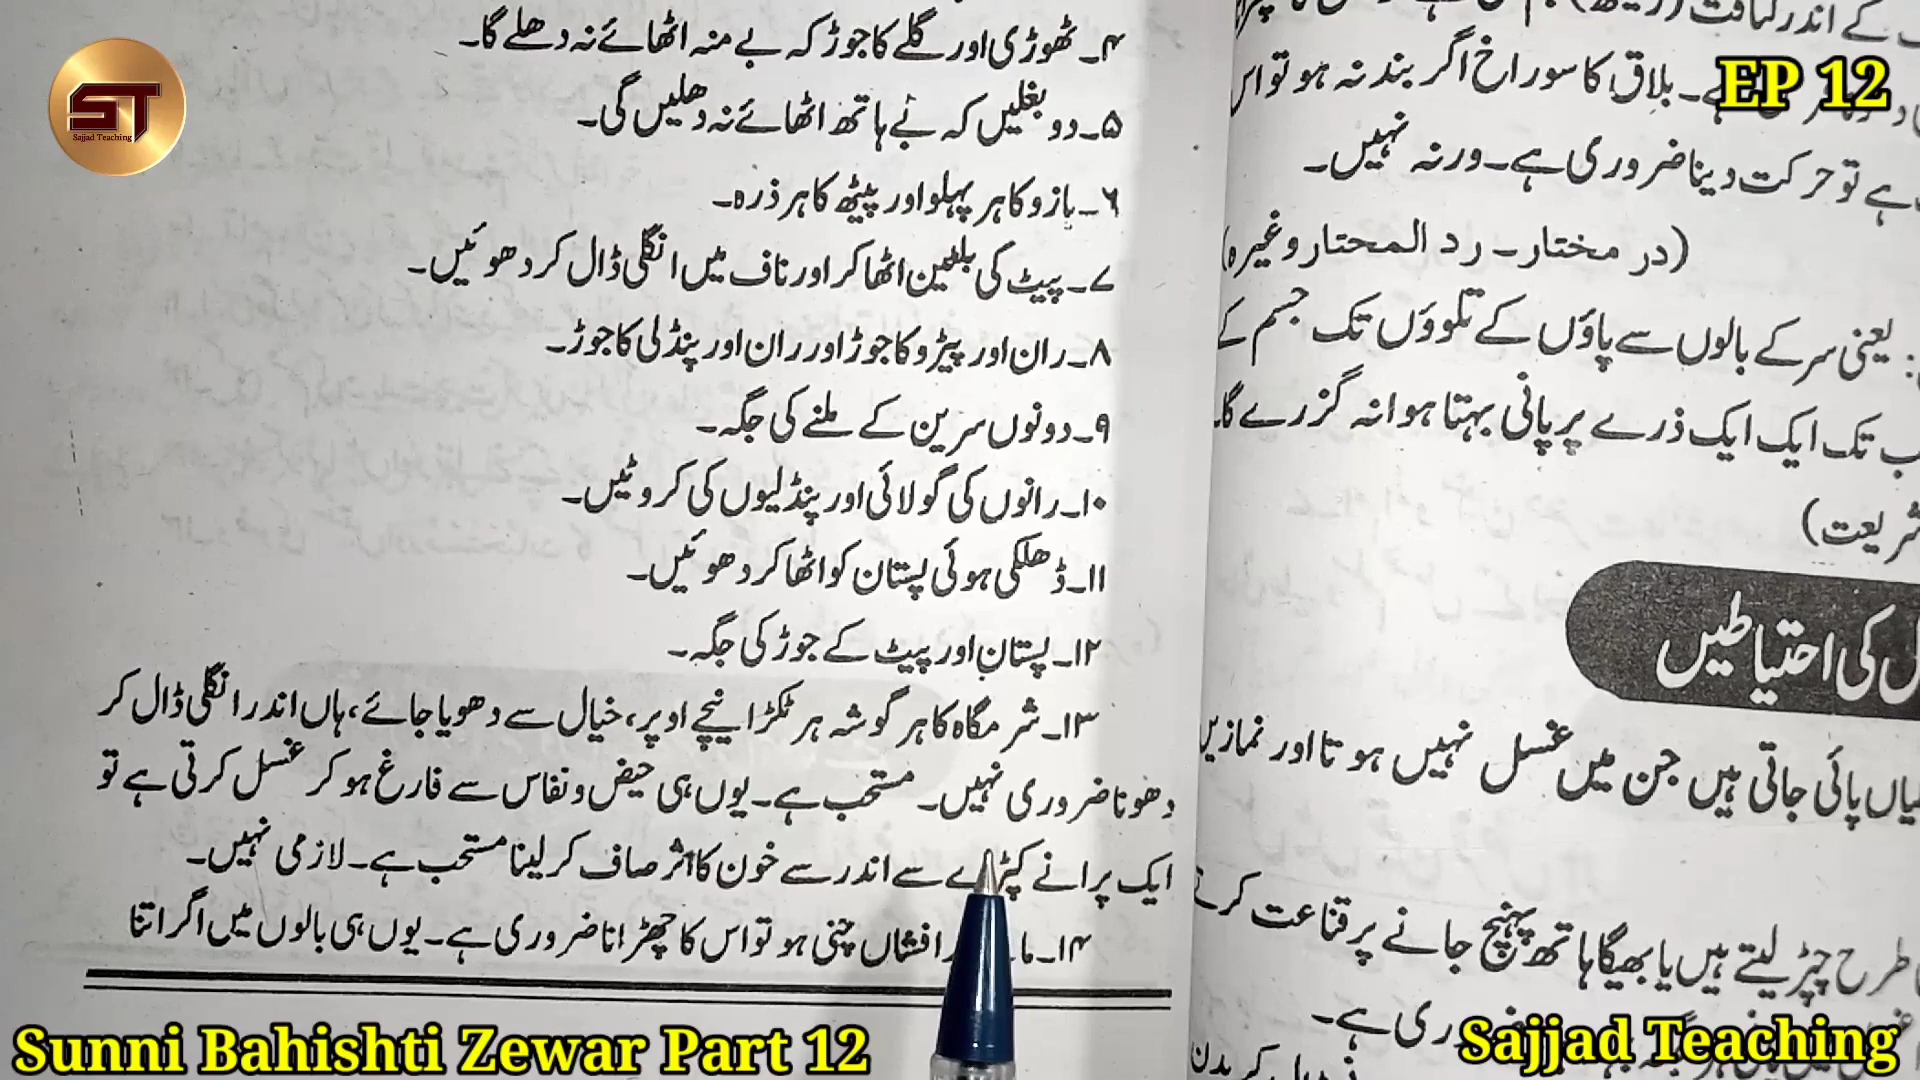 ST
Sajjad Teaching
EP 12
کے اندر
بلاق کا سوراخ اگر بند نہ ہو تو اس
ہے تو حرکت دینا ضروری ہے۔ ورنہ نہیں۔
(در مختار۔ رد المحتار وغیرہ)
یعنی سر کے بالوں سے پاؤں کے تلوؤں تک جسم کے
تک ایک ایک ذرے پر پانی بہتا ہوا نہ گزرے گا۔
شریعت)
کی احتیاطیں
پائی جاتی ہیں جن میں غسل نہیں ہوتا اور نمازیں
طرح چپڑ لیتے ہیں یا بھیگا ہاتھ پہنچ جانے پر قناعت کرتے
ری ہے۔
۴۔ ٹھوڑی اور گلے کا جوڑ کہ بے منہ اٹھائے نہ دھلے گا۔
۵۔ دو بغلیں کہ بے ہاتھ اٹھائے نہ دھلیں گی۔
۶۔ بازو کا ہر پہلو اور پیٹھ کا ہر ذرہ۔
۷۔ پیٹ کی بلٹین اٹھا کر اور ناف میں انگلی ڈال کر دھوئیں۔
۸۔ ران اور پیڑو کا جوڑ اور ران اور پنڈلی کا جوڑ۔
۹۔ دونوں سرین کے ملنے کی جگہ۔
۱۰۔ رانوں کی گولائی اور پنڈلیوں کی کروٹیں۔
۱۱۔ ڈھلکی ہوئی پستان کو اٹھا کر دھوئیں۔
۱۲۔ پستان اور پیٹ کے جوڑ کی جگہ۔
۱۳۔ شرمگاہ کا ہر گوشہ ہر ٹکڑا نیچے اوپر، خیال سے دھویا جائے، ہاں اندر انگلی ڈال کر
دھونا ضروری نہیں۔ مستحب ہے۔ یوں ہی حیض و نفاس سے فارغ ہو کر غسل کرتی ہے تو
ایک پرانے کپڑے سے اندر سے خون کا اثر صاف کر لینا مستحب ہے۔ لازمی نہیں۔
۱۴۔ افشاں چنی ہو تو اس کا چھڑانا ضروری ہے۔ یوں ہی بالوں میں اگر اتنا
Sunni Bahishti Zewar Part 12
Sajjad Teaching